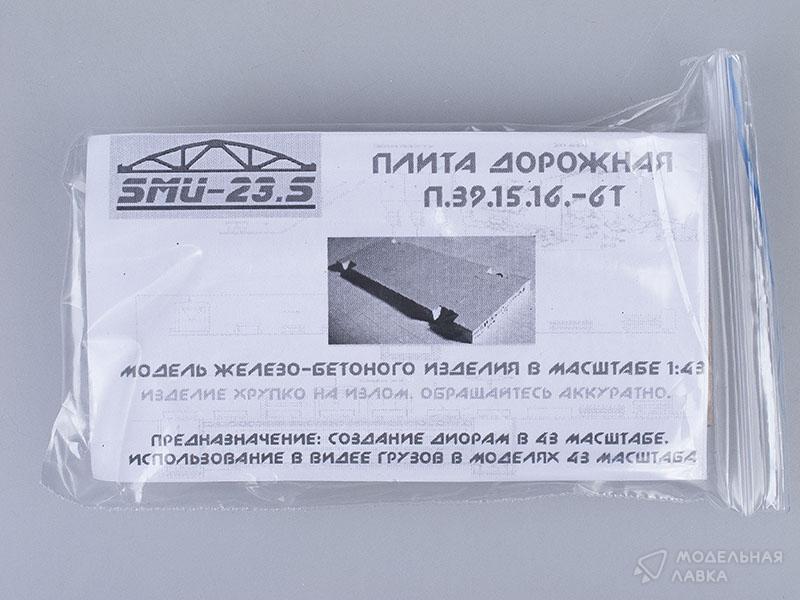 SMU-23.S
ПЛИТА ДОРОЖНАЯ
П.39.15.16.-6Т
МОДЕЛЬ ЖЕЛЕЗО-БЕТОНОГО ИЗДЕЛИЯ В МАСШТАБЕ 1:43
ИЗДЕЛИЕ ХРУПКО НА ИЗЛОМ. ОБРАЩАЙТЕСЬ АККУРАТНО.
ПРЕДНАЗНАЧЕНИЕ: СОЗДАНИЕ ДИОРАМ В 43 МАСШТАБЕ.
ИСПОЛЬЗОВАНИЕ В ВИДЕЕ ГРУЗОВ В МОДЕЛЯХ 43 МАСШТАБА
МОДЕЛЬНАЯ
ЛАВКА